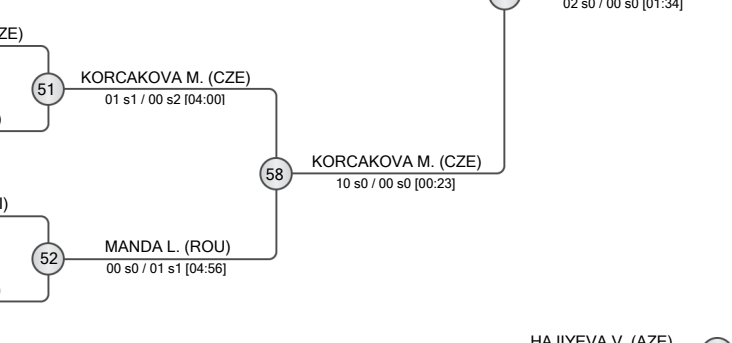 02 s0 / 00 s0 [01:34]
ZE)
51
KORCAKOVA M. (CZE)
01 s1 / 00 s2 [04:00]
)
58
KORCAKOVA M. (CZE)
10 s0 / 00 s0 [00:23]
I)
52
MANDA L. (ROU)
00 s0 / 01 s1 [04:56]
HAJIYEVA V. (AZE)